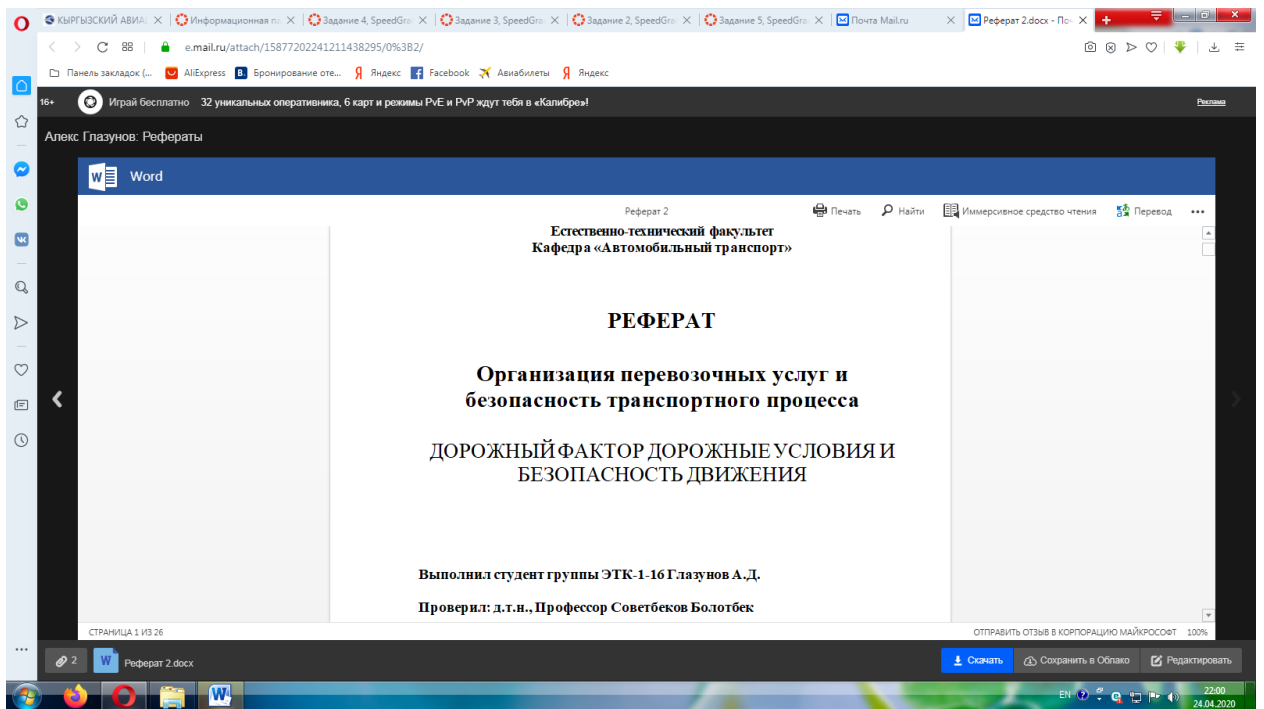 КЫРГЫЗСКИЙ АВИА
Информационная па
Задание 4, SpeedGra
Задание 3, SpeedGra
Задание 2, SpeedGra
Задание 5, SpeedGra
Почта Mail.ru
Реферат 2.docx - Поч
e.mail.ru/attach/15877202241211438295/0%3B2/
Панель закладок (...
AliExpress
B. Бронирование оте...
Я Яндекс
Facebook
Авиабилеты
Я Яндекс
16+
Играй бесплатно 32 уникальных оперативника, 6 карт и режимы PvE и PvP ждут тебя в «Калибре»!
Реклама
Алекс Глазунов: Рефераты
Word
Реферат 2
Печать
Найти
Иммерсивное средство чтения
Перевод
Естественно-технический факультет
Кафедра «Автомобильный транспорт»
РЕФЕРАТ
Организация перевозочных услуг и
безопасность транспортного процесса
ДОРОЖНЫЙ ФАКТОР ДОРОЖНЫЕ УСЛОВИЯ И
БЕЗОПАСНОСТЬ ДВИЖЕНИЯ
Выполнил студент группы ЭТК-1-16 Глазунов А.Д.
Проверил: д.т.н., Профессор Советбеков Болотбек
СТРАНИЦА 1 ИЗ 26
ОТПРАВИТЬ ОТЗЫВ В КОРПОРАЦИЮ МАЙКРОСОФТ 100%
2
Реферат 2.docx
Скачать
Сохранить в Облако
Редактировать
EN
22:00
24.04.2020